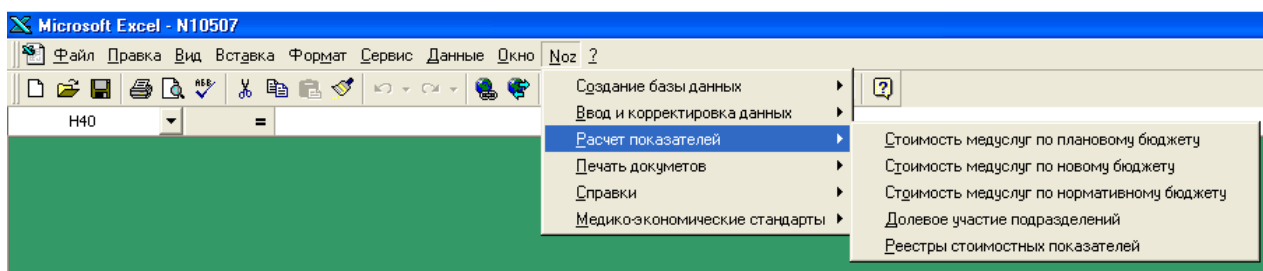 Microsoft Excel - N10507
Файл Правка Вид Вставка Формат Сервис Данные Окно Noz ?
H40 =
Создание базы данных
Ввод и корректировка данных
Расчет показателей
Печать докуметов
Справки
Медико-экономические стандарты
Стоимость медуслуг по плановому бюджету
Стоимость медуслуг по новому бюджету
Стоимость медуслуг по нормативному бюджету
Долевое участие подразделений
Реестры стоимостных показателей